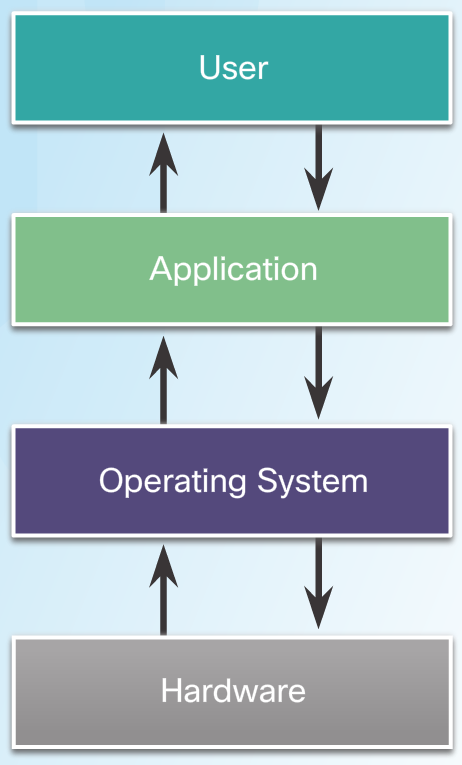 User
Application
Operating System
Hardware